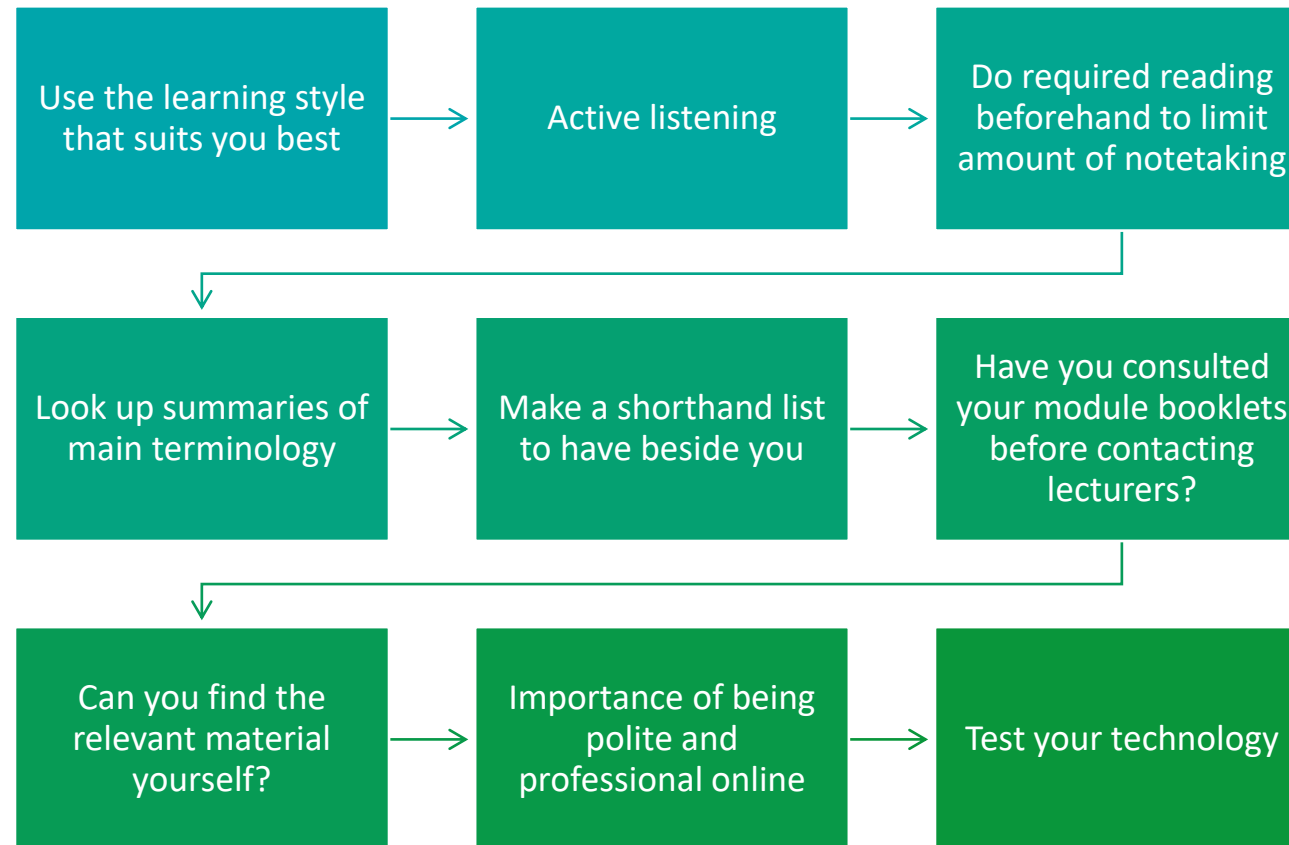 Use the learning style
that suits you best
Active listening
Do required reading
beforehand to limit
amount of notetaking
Look up summaries of
main terminology
Make a shorthand list
to have beside you
Have you consulted
your module booklets
before contacting
lecturers?
Can you find the
relevant material
yourself?
Importance of being
polite and
professional online
Test your technology